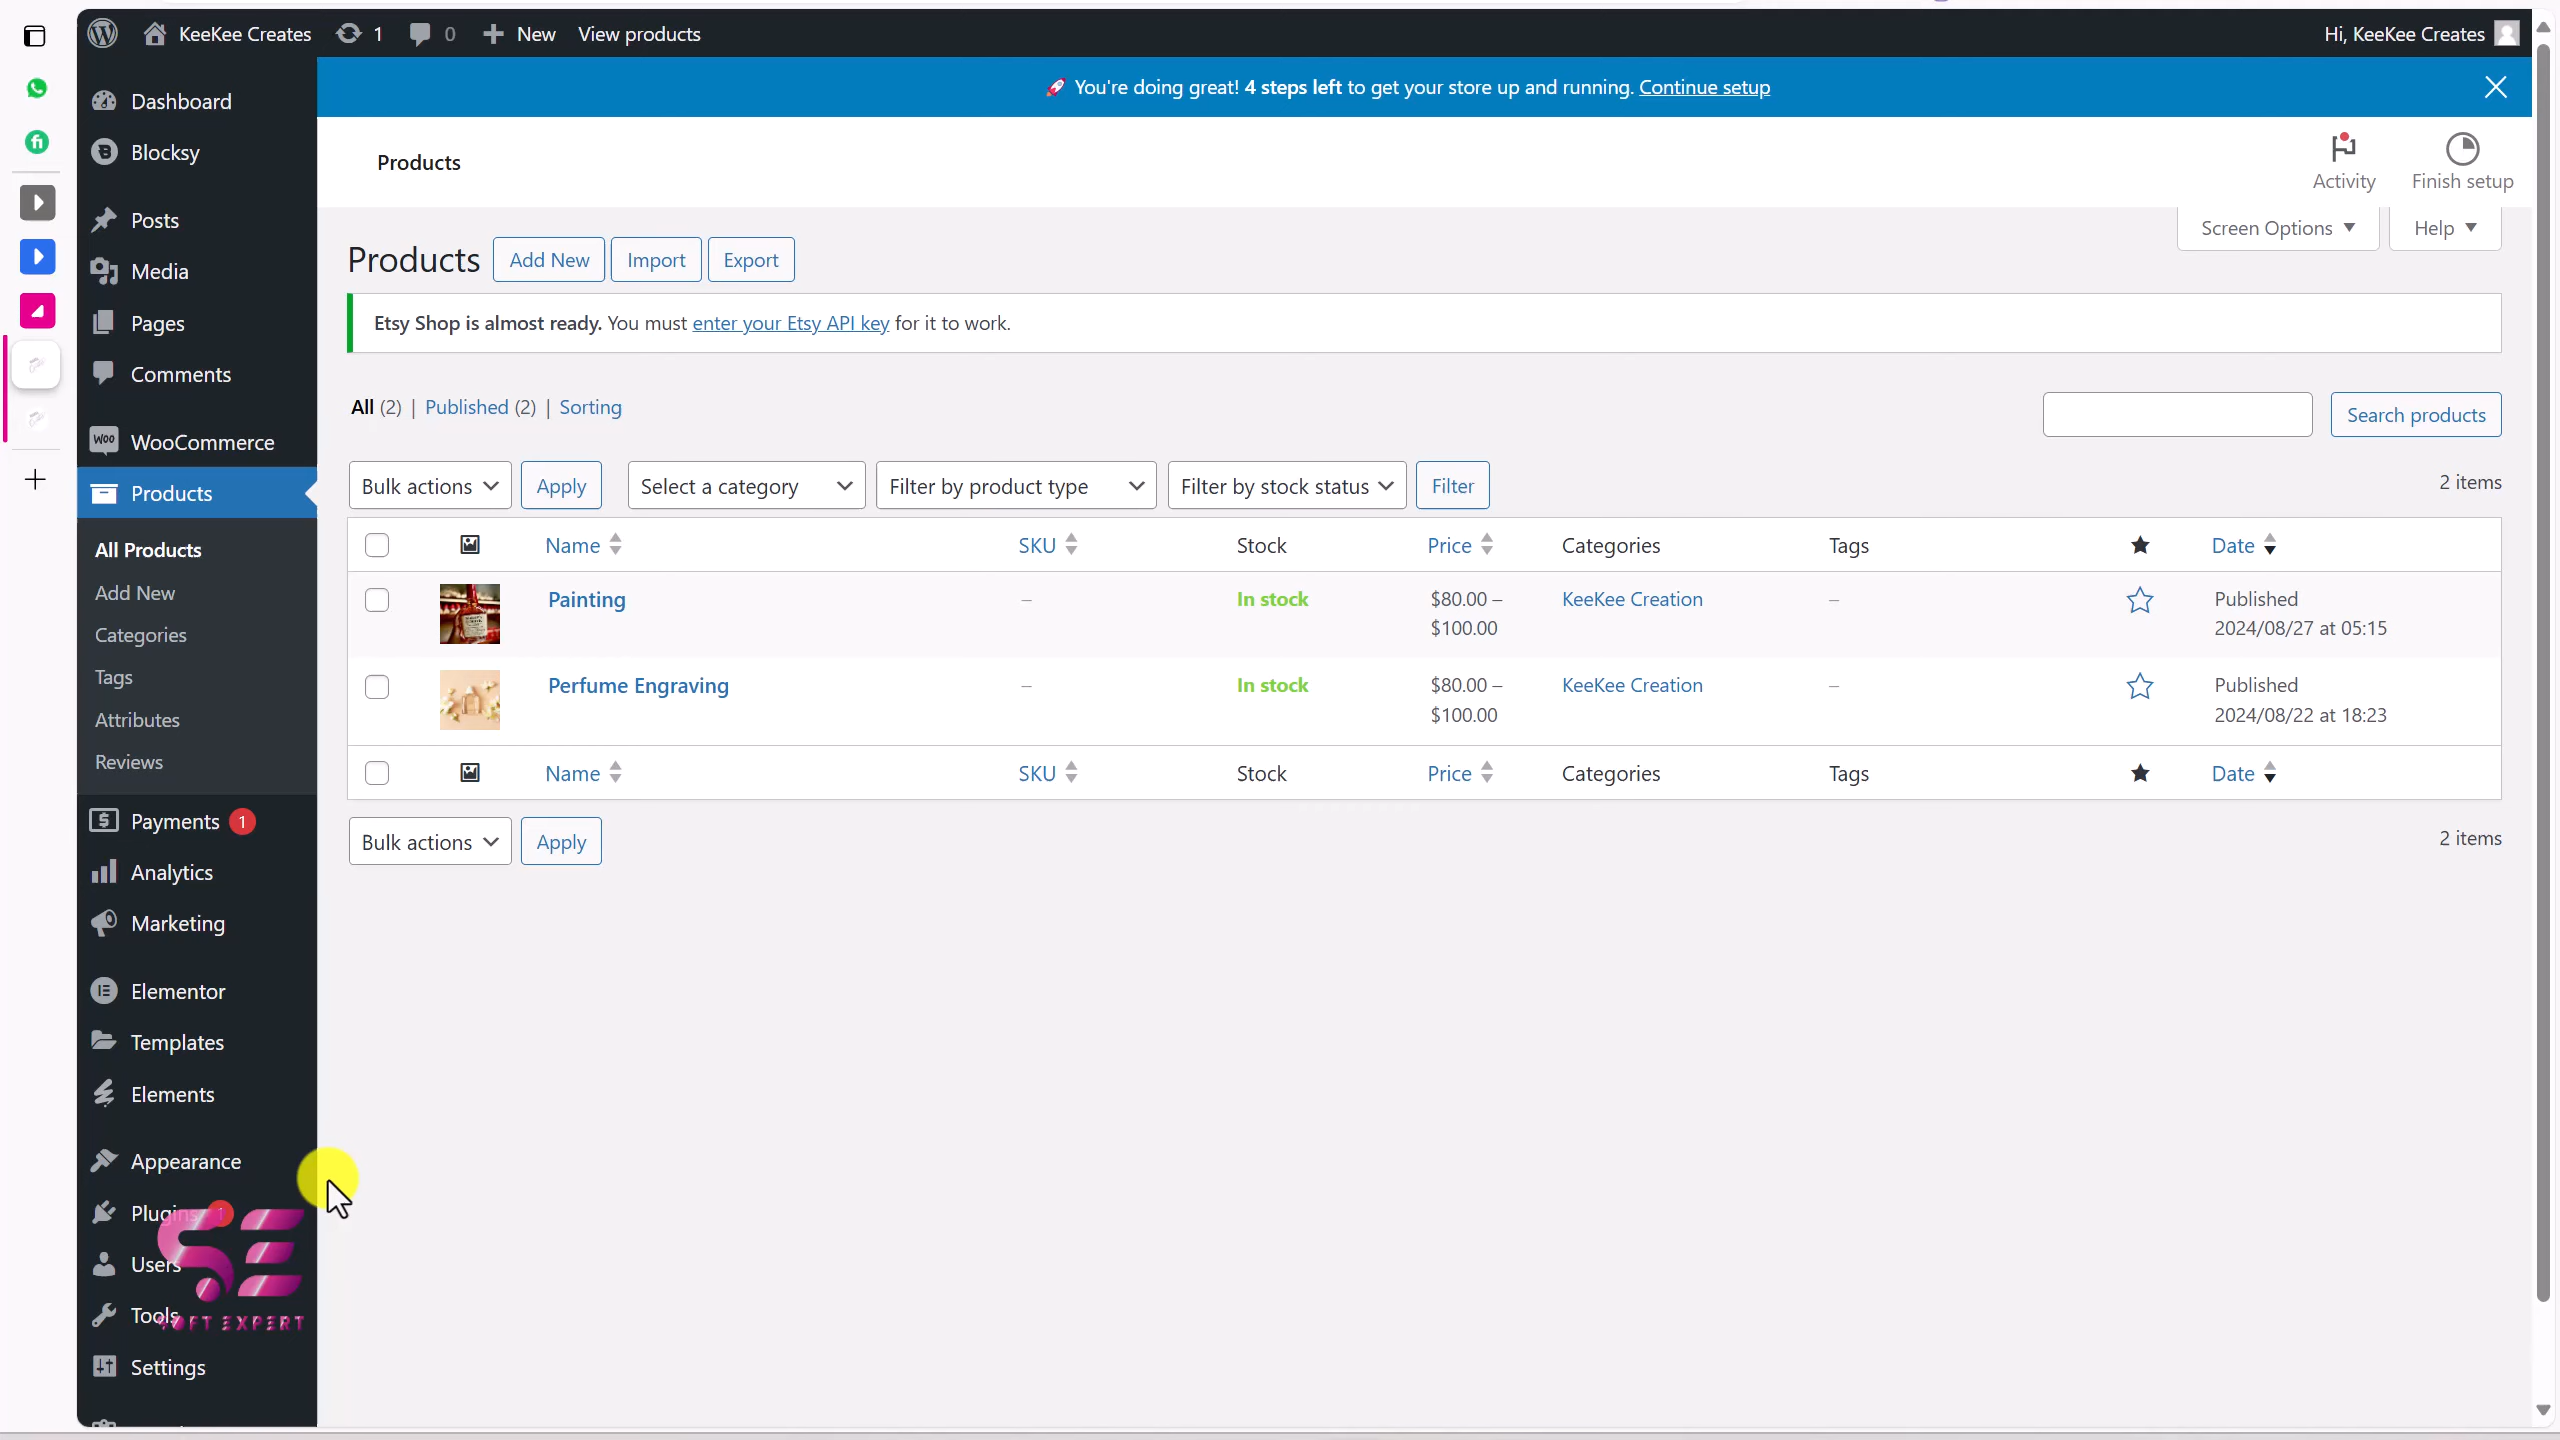 KeeKee Creates 1 0 New View products Hi, KeeKee Creates
You're doing great! 4 steps left to get your store up and running. Continue setup
Dashboard
Blocksy
Posts
Media
Pages
Comments
WooCommerce
Products
All Products
Add New
Categories
Tags
Attributes
Reviews
Payments 1
Analytics
Marketing
Elementor
Templates
Elements
Appearance
Plugins 1
Users
Tools
Settings
SOFT EXPERT
Products
Activity
Finish setup
Screen Options
Help
Products Add New Import Export
Etsy Shop is almost ready. You must enter your Etsy API key for it to work.
All (2) | Published (2) | Sorting
Search products
Bulk actions Apply Select a category Filter by product type Filter by stock status Filter 2 items
Name SKU Stock Price Categories Tags Date
Painting – In stock $80.00 – KeeKee Creation – Published
$100.00 2024/08/27 at 05:15
Perfume Engraving – In stock $80.00 – KeeKee Creation – Published
$100.00 2024/08/22 at 18:23
Name SKU Stock Price Categories Tags Date
Bulk actions Apply 2 items